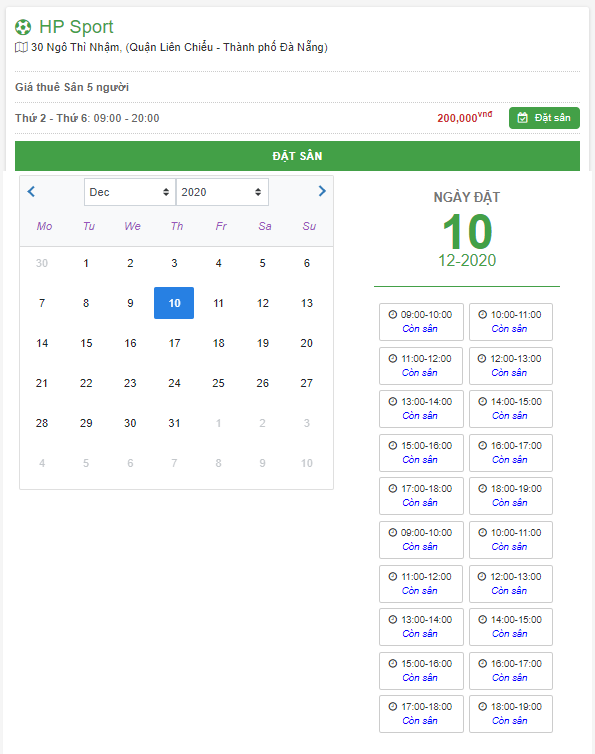 HP Sport
30 Ngô Thì Nhậm, (Quận Liên Chiểu - Thành phố Đà Nẵng)
Giá thuê Sân 5 người
Thứ 2 - Thứ 6: 09:00 - 20:00 200,000vnđ Đặt sân
ĐẶT SÂN
Dec 2020
Mo Tu We Th Fr Sa Su
30 1 2 3 4 5 6
7 8 9 10 11 12 13
14 15 16 17 18 19 20
21 22 23 24 25 26 27
28 29 30 31 1 2 3
4 5 6 7 8 9 10
NGÀY ĐẶT
10
12-2020
09:00-10:00 10:00-11:00
Còn sân Còn sân
11:00-12:00 12:00-13:00
Còn sân Còn sân
13:00-14:00 14:00-15:00
Còn sân Còn sân
15:00-16:00 16:00-17:00
Còn sân Còn sân
17:00-18:00 18:00-19:00
Còn sân Còn sân
09:00-10:00 10:00-11:00
Còn sân Còn sân
11:00-12:00 12:00-13:00
Còn sân Còn sân
13:00-14:00 14:00-15:00
Còn sân Còn sân
15:00-16:00 16:00-17:00
Còn sân Còn sân
17:00-18:00 18:00-19:00
Còn sân Còn sân